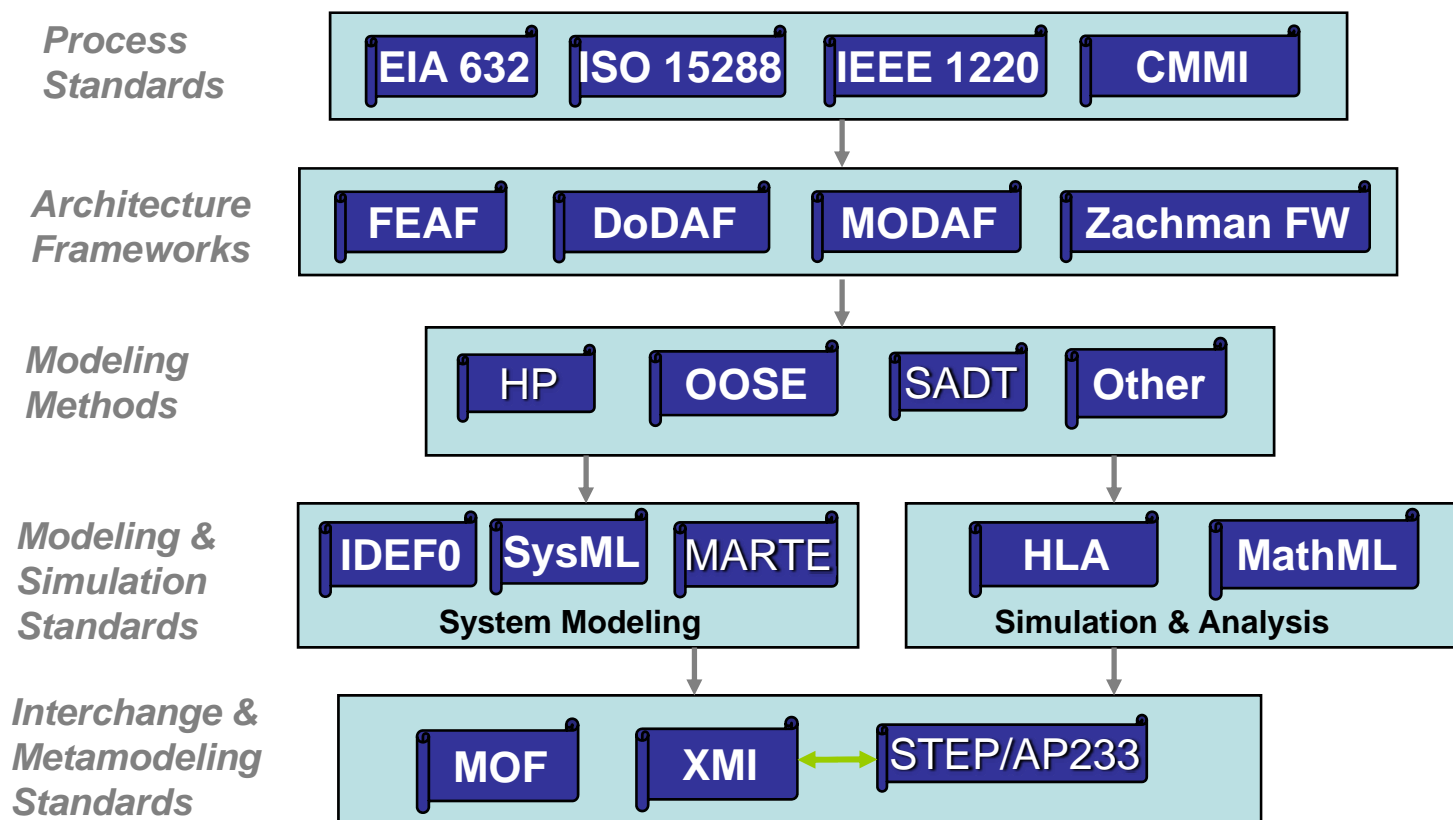 Process
Standards
EIA 632
ISO 15288
IEEE 1220
CMMI
Architecture
Frameworks
FEAF
DoDAF
MODAF
Zachman FW
Modeling
Methods
HP
OOSE
SADT
Other
Modeling &
Simulation
Standards
IDEF0
SysML
MARTE
System Modeling
HLA
MathML
Simulation & Analysis
Interchange &
Metamodeling
Standards
MOF
XMI
STEP/AP233